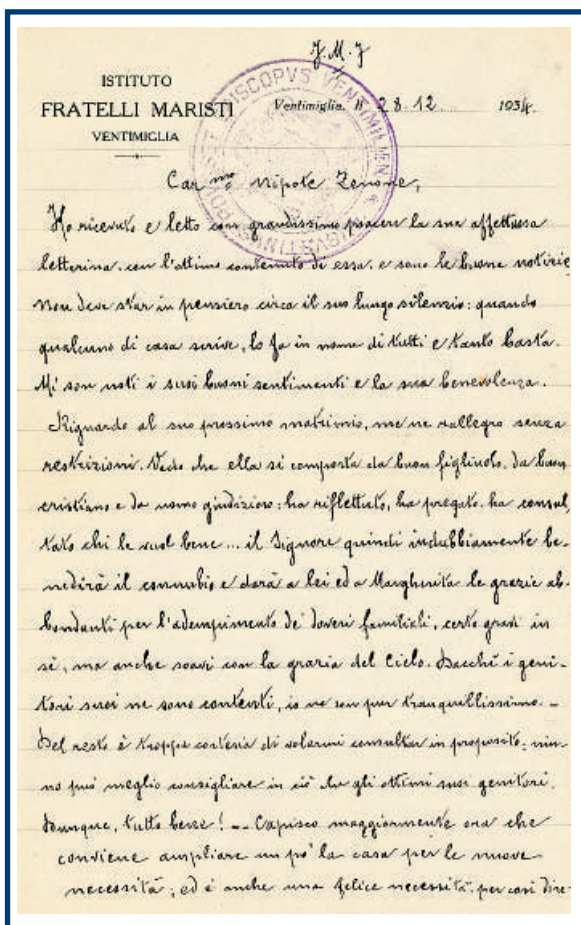 J. M. J
ISTITUTO
FRATELLI MARISTI
VENTIMIGLIA
Ventimiglia, li 28.12. 1934.
EPISCOPVS VENTIMILIEN
Car.mo nipote Zenone,
Ho ricevuto e letto con grandissimo piacere la sua affettuosa
letterina, con l'ottimo contenuto di essa, e sono le buone notizie
Non deve star in pensiero circa il suo lungo silenzio: quando
qualcuno di casa scrive, lo fa in nome di tutti e tanto basta.
Mi son noti i suoi buoni sentimenti e la sua benevolenza.
Riguardo al suo prossimo matrimonio, me ne rallegro senza
restrizioni. Vedo che ella si comporta da buon figliuolo, da buon
cristiano e da uomo giudizioso: ha riflettuto, ha pregato, ha consul,
tato chi le vuol bene ... il Signore quindi indubbiamente be-
nedirà il connubio e darà a lei ed a Margherita le grazie ab-
bondanti per l'adempimento de' doveri familiali, certo gravi in
sé, ma anche soavi con la grazia del Cielo. Dacchè i geni-
tori suoi ne sono contenti, io ne son pur tranquillissimo. -
Del resto è troppa cortesia di volermi consultar in proposito: niu-
no può meglio consigliare in ciò che gli ottimi suoi genitori.
Dunque, tutto bene! - Capisco maggiormente ora che
conviene ampliare un pò la casa per le nuove
necessità; ed è anche una felice necessità, per così dire